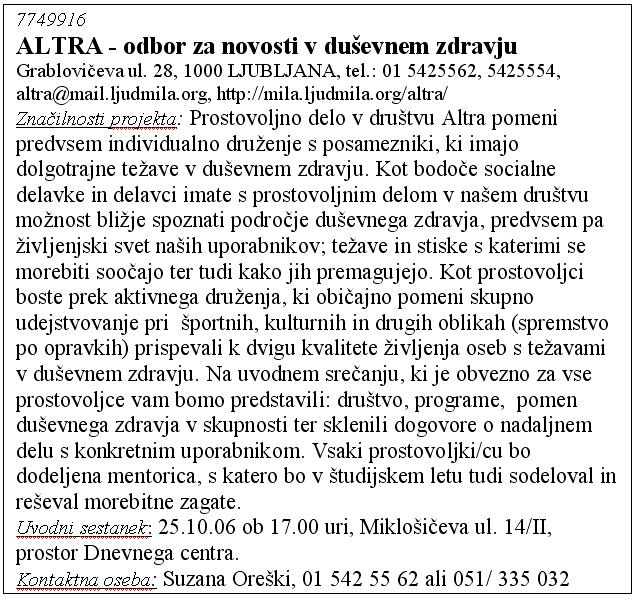 7749916
ALTRA - odbor za novosti v duševnem zdravju
Grablovičeva ul. 28, 1000 LJUBLJANA, tel.: 01 5425562, 5425554,
altra@mail.ljudmila.org, http://mila.ljudmila.org/altra/
Značilnosti projekta: Prostovoljno delo v društvu Altra pomeni
predvsem individualno druženje s posamezniki, ki imajo
dolgotrajne težave v duševnem zdravju. Kot bodoče socialne
delavke in delavci imate s prostovoljnim delom v našem društvu
možnost bližje spoznati področje duševnega zdravja, predvsem pa
življenjski svet naših uporabnikov; težave in stiske s katerimi se
morebiti soočajo ter tudi kako jih premagujejo. Kot prostovoljci
boste prek aktivnega druženja, ki običajno pomeni skupno
udejstvovanje pri  športnih, kulturnih in drugih oblikah (spremstvo
po opravkih) prispevali k dvigu kvalitete življenja oseb s težavami
v duševnem zdravju. Na uvodnem srečanju, ki je obvezno za vse
prostovoljce vam bomo predstavili: društvo, programe,  pomen
duševnega zdravja v skupnosti ter sklenili dogovore o nadaljnem
delu s konkretnim uporabnikom. Vsaki prostovoljki/cu bo
dodeljena mentorica, s katero bo v študijskem letu tudi sodeloval in
reševal morebitne zagate.
Uvodni sestanek: 25.10.06 ob 17.00 uri, Miklošičeva ul. 14/II,
prostor Dnevnega centra.
Kontaktna oseba: Suzana Oreški, 01 542 55 62 ali 051/ 335 032